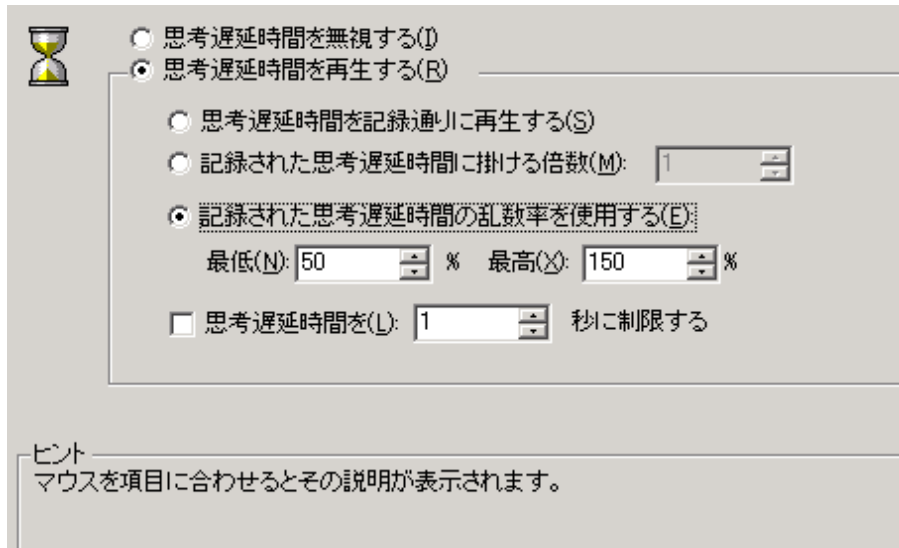 思考遅延時間を無視する(I)
思考遅延時間を再生する(R)
思考遅延時間を記録通りに再生する(S)
記録された思考遅延時間に掛ける倍数(M): 1
記録された思考遅延時間の乱数率を使用する(E):
最低(N): 50 % 最高(X): 150 %
思考遅延時間を(L): 1 秒に制限する
ヒント
マウスを項目に合わせるとその説明が表示されます。